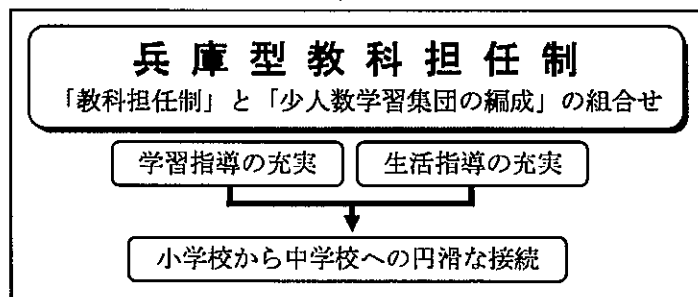 兵庫型教科担任制
「教科担任制」と「少人数学習集団の編成」の組合せ
学習指導の充実
生活指導の充実
小学校から中学校への円滑な接続